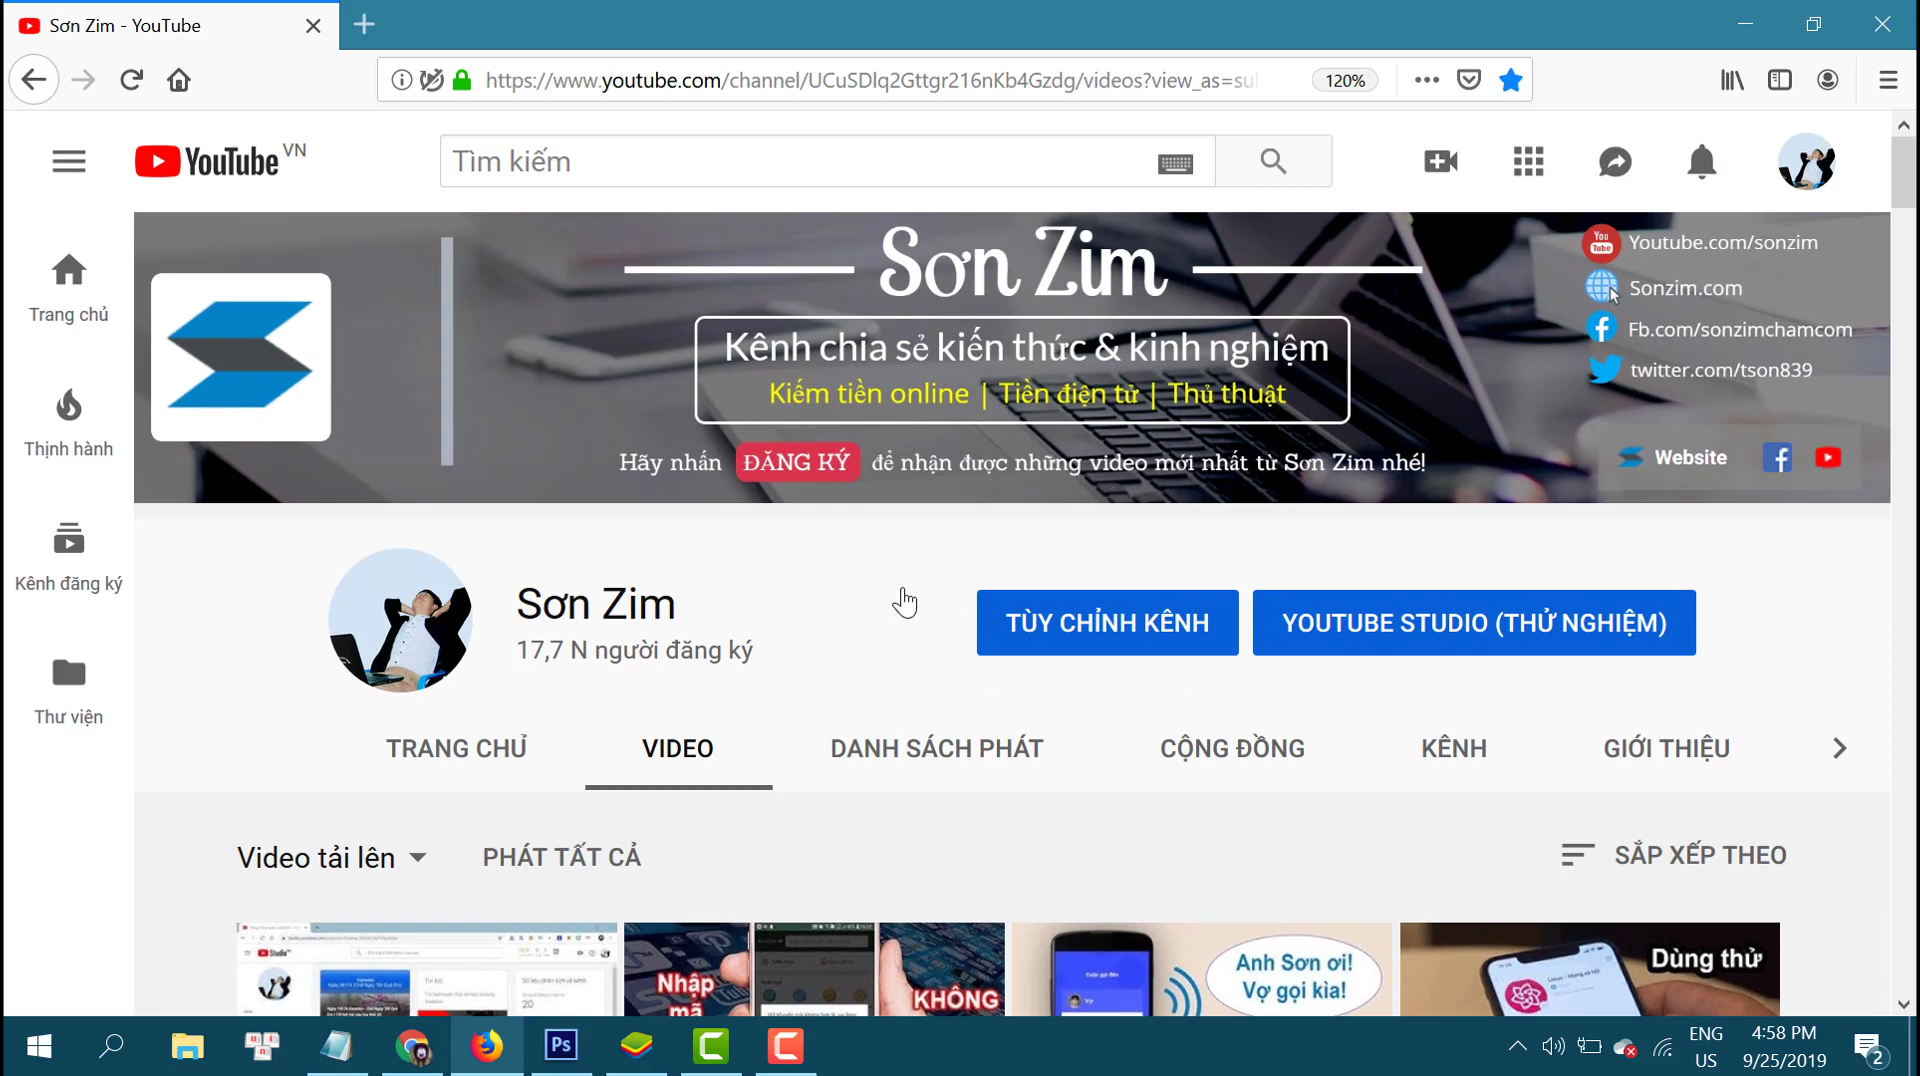 Sơn Zim - YouTube
https://www.youtube.com/channel/UCuSDlq2Gttgr216nKb4Gzdg/videos?view_as=su
120%
YouTube VN
Tìm kiếm
Trang chủ
Thịnh hành
Kênh đăng ký
Thư viện
Sơn Zim
Kênh chia sẻ kiến thức & kinh nghiệm
Kiếm tiền online | Tiền điện tử | Thủ thuật
Hãy nhấn ĐĂNG KÝ để nhận được những video mới nhất từ Sơn Zim nhé!
You Tube
Youtube.com/sonzim
Sonzim.com
Fb.com/sonzimchamcom
twitter.com/tson839
Website
Sơn Zim
17,7 N người đăng ký
TÙY CHỈNH KÊNH
YOUTUBE STUDIO (THỬ NGHIỆM)
TRANG CHỦ
VIDEO
DANH SÁCH PHÁT
CỘNG ĐỒNG
KÊNH
GIỚI THIỆU
Video tải lên
PHÁT TẤT CẢ
SẮP XẾP THEO
Studio
Nhập
mã
KHÔNG
Anh Sơn ơi!
Vợ gọi kìa!
Dùng thử
Ps
ENG
US
4:58 PM
9/25/2019
2